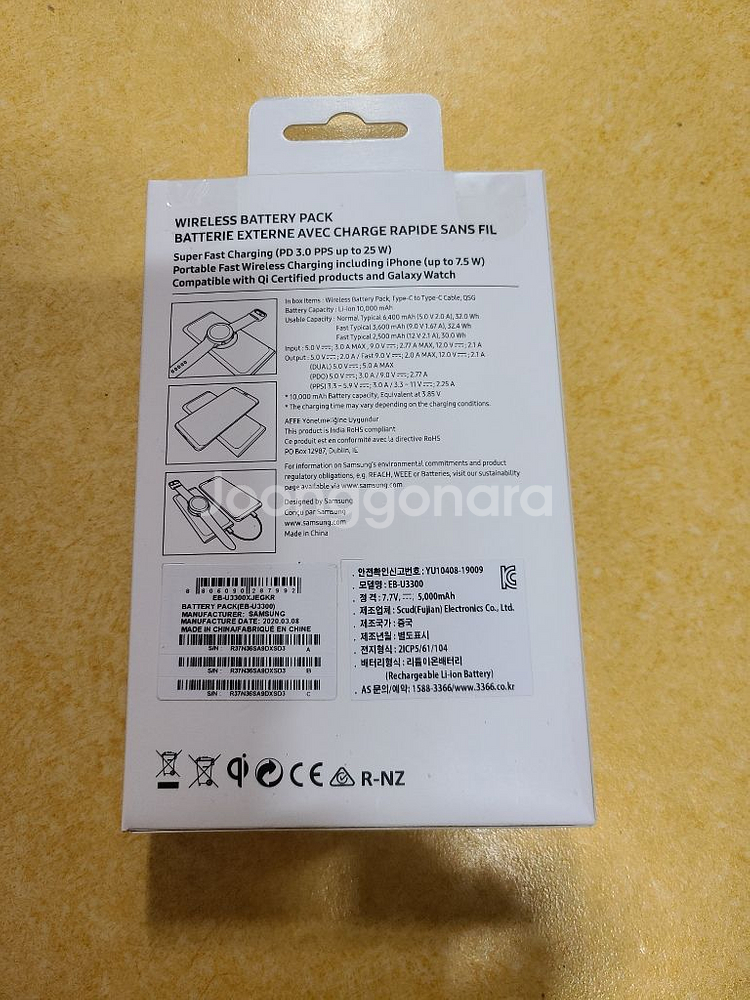 WIRELESS BATTERY PACK
BATTERIE EXTERNE AVEC CHARGE RAPIDE SANS FIL
Super Fast Charging (PD 3.0 PPS up to 25 W)
Portable Fast Wireless Charging including iPhone (up to 7.5 W)
Compatible with Qi Certified products and Galaxy Watch
In box Items : Wireless Battery Pack, Type-C to Type-C Cable, QSG
Battery Capacity : Li-Ion 10,000 mAh
Usable Capacity : Normal Typical 6,400 mAh (5.0 V 2.0 A), 32.0 Wh
Fast Typical 3,600 mAh (9.0 V 1.67 A), 32.4 Wh
Fast Typical 2,500 mAh (12 V 2.1 A), 30.0 Wh
Input : 5.0 V⎓; 3.0 A MAX , 9.0 V⎓; 2.77 A MAX, 12.0 V⎓; 2.1 A
Output : 5.0 V⎓; 2.0 A / Fast 9.0 V⎓; 2.0 A MAX, 12.0 V⎓; 2.1 A
(DUAL) 5.0 V⎓; 5.0 A MAX
(PDO) 5.0 V⎓; 3.0 A / 9.0 V⎓; 2.77 A
(PPS) 3.3 - 5.9 V⎓; 3.0 A / 3.3 - 11 V⎓; 2.25 A
* 10,000 mAh Battery capacity, Equivalent at 3.85 V
* The charging time may vary depending on the charging conditions.
AEEE Yönetmeliğine Uygundur
This product is India RoHS compliant
Ce produit est en conformité avec la directive RoHS
PO Box 12987, Dublin, IE
For information on Samsung's environmental commitments and product
regulatory obligations, e.g. REACH, WEEE or Batteries, visit our sustainability
page available via www.samsung.com
joonggonara
Designed by Samsung
Conçu par Samsung
www.samsung.com
Made in China
8 806090 287992
EB-U3300XJEGKR
BATTERY PACK(EB-U3300)
MANUFACTURER: SAMSUNG
MANUFACTURE DATE: 2020.03.08
MADE IN CHINA/FABRIQUÉ EN CHINE
S/N : R37N36SA9DXSD3 A
S/N : R37N36SA9DXSD3 B
S/N : R37N36SA9DXSD3 C
. 안전확인신고번호 : YU10408-19009
. 모델명 : EB-U3300
. 정 격 : 7.7V⎓, 5,000mAh
. 제조업체 : Scud(Fujian) Electronics Co., Ltd.
. 제조국가 : 중국
. 제조년월 : 별도표시
. 전지형식 : 2ICP5/61/104
. 배터리형식 : 리튬이온배터리
(Rechargeable Li-ion Battery)
. AS 문의/예약: 1588-3366/www.3366.co.kr
qi CE R-NZ